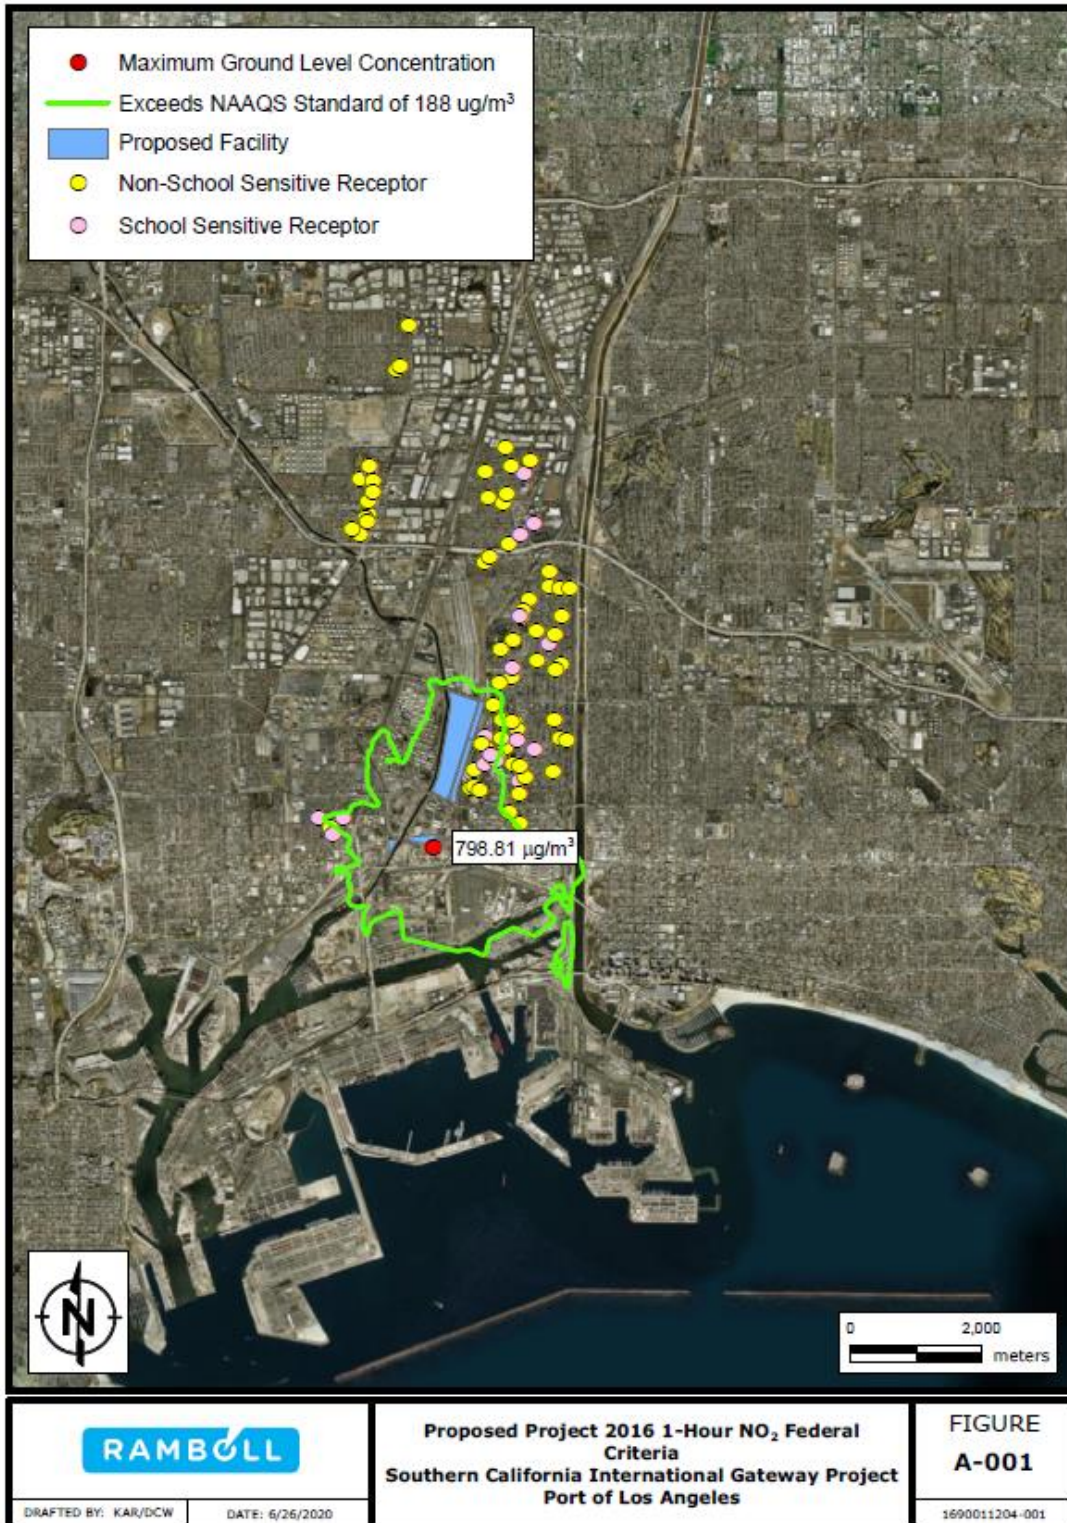 Maximum Ground Level Concentration
Exceeds NAAQS Standard of 188 ug/m³
Proposed Facility
Non-School Sensitive Receptor
School Sensitive Receptor
798.81 µg/m³
N
0 2,000
meters
RAMBOLL
DRAFTED BY: KAR/DCW
DATE: 6/26/2020
Proposed Project 2016 1-Hour NO₂ Federal
Criteria
Southern California International Gateway Project
Port of Los Angeles
FIGURE
A-001
1690011204-001